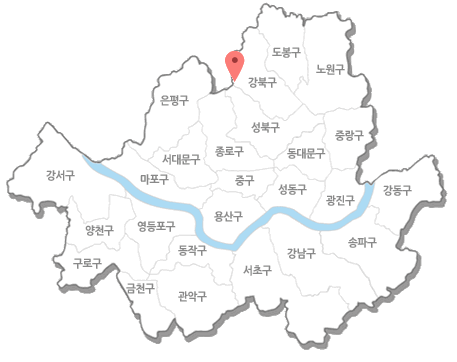 도봉구
노원구
강북구
은평구
성북구
중랑구
종로구
동대문구
서대문구
강서구
마포구
중구
성동구
강동구
광진구
용산구
양천구
영등포구
송파구
동작구
강남구
구로구
서초구
금천구
관악구